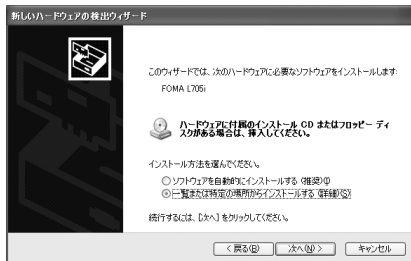 新しいハードウェアの検出ウィザード
このウィザードでは、次のハードウェアに必要なソフトウェアをインストールします:
FOMA L705i
ハードウェアに付属のインストール CD またはフロッピー ディ
スクがある場合は、挿入してください。
インストール方法を選んでください。
ソフトウェアを自動的にインストールする (推奨)(I)
一覧または特定の場所からインストールする (詳細)(S)
続行するには、[次へ] をクリックしてください。
< 戻る(B)
次へ(N) >
キャンセル